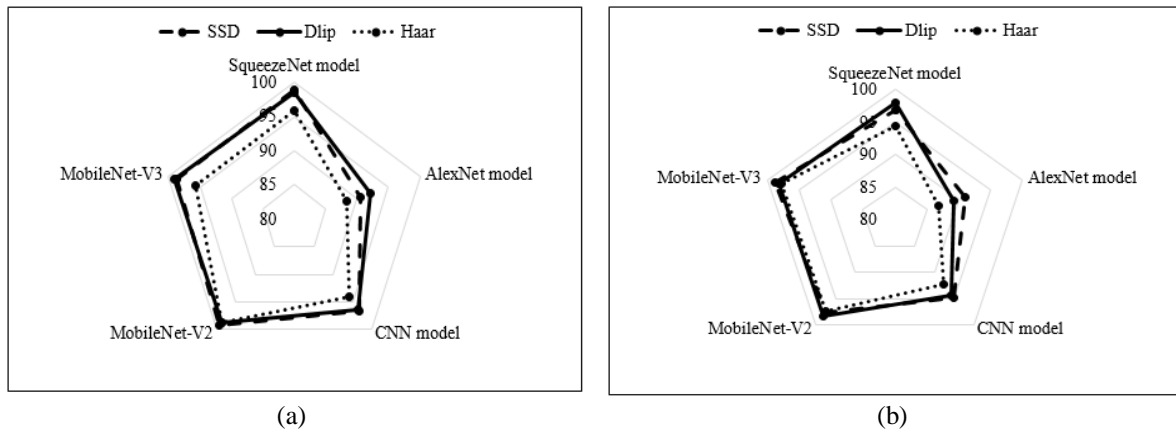 SSD Dlip Haar
SqueezeNet model
100
95
90
85
80
AlexNet model
CNN model
MobileNet-V2
MobileNet-V3
(a)
SSD Dlip Haar
SqueezeNet model
100
95
90
85
80
AlexNet model
CNN model
MobileNet-V2
MobileNet-V3
(b)